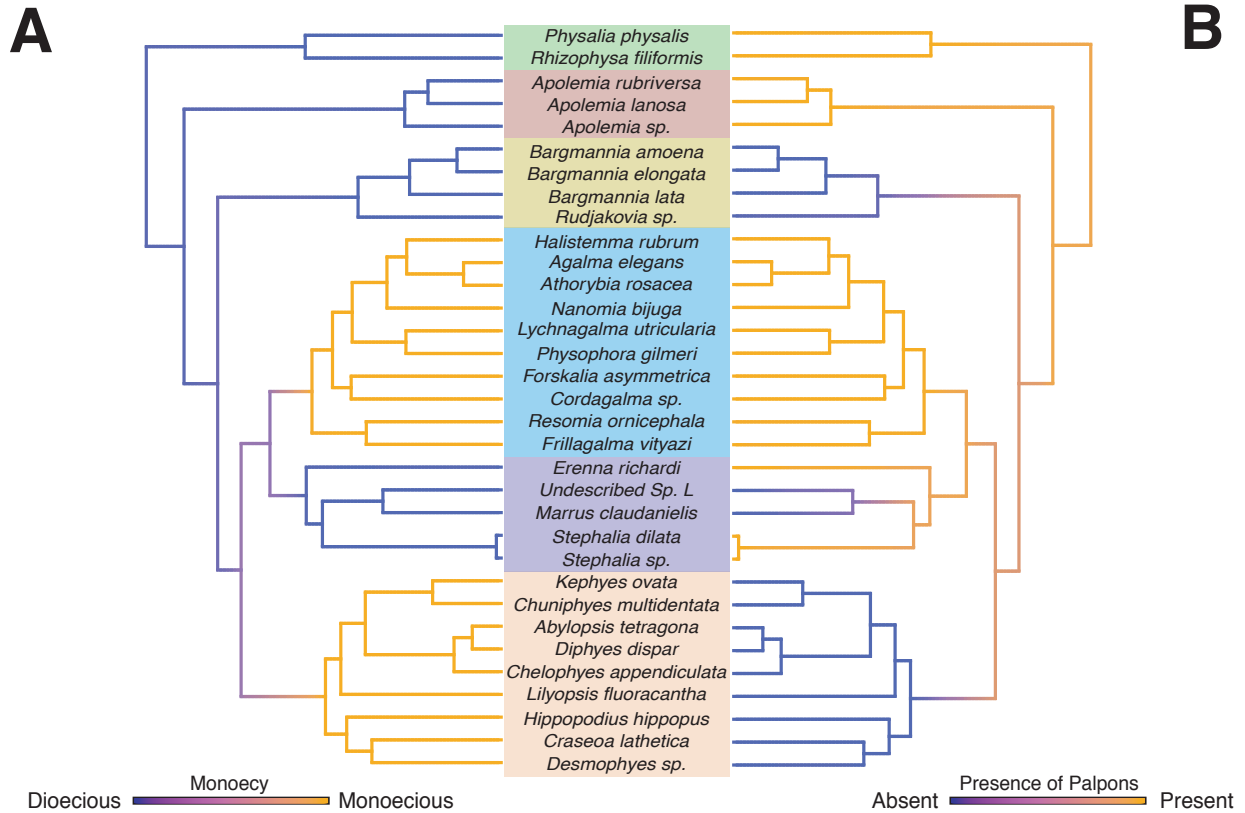 A
B
Physalia physalis
Rhizophysa filiformis
Apolemia rubriversa
Apolemia lanosa
Apolemia sp.
Bargmannia amoena
Bargmannia elongata
Bargmannia lata
Rudjakovia sp.
Halistemma rubrum
Agalma elegans
Athorybia rosacea
Nanomia bijuga
Lychnagalma utricularia
Physophora gilmeri
Forskalia asymmetrica
Cordagalma sp.
Resomia ornicephala
Frillagalma vityazi
Erenna richardi
Undescribed Sp. L
Marrus claudanielis
Stephalia dilata
Stephalia sp.
Kephyes ovata
Chuniphyes multidentata
Abylopsis tetragona
Diphyes dispar
Chelophyes appendiculata
Lilyopsis fluoracantha
Hippopodius hippopus
Craseoa lathetica
Desmophyes sp.
Monoecy
Dioecious
Monoecious
Presence of Palpons
Absent
Present